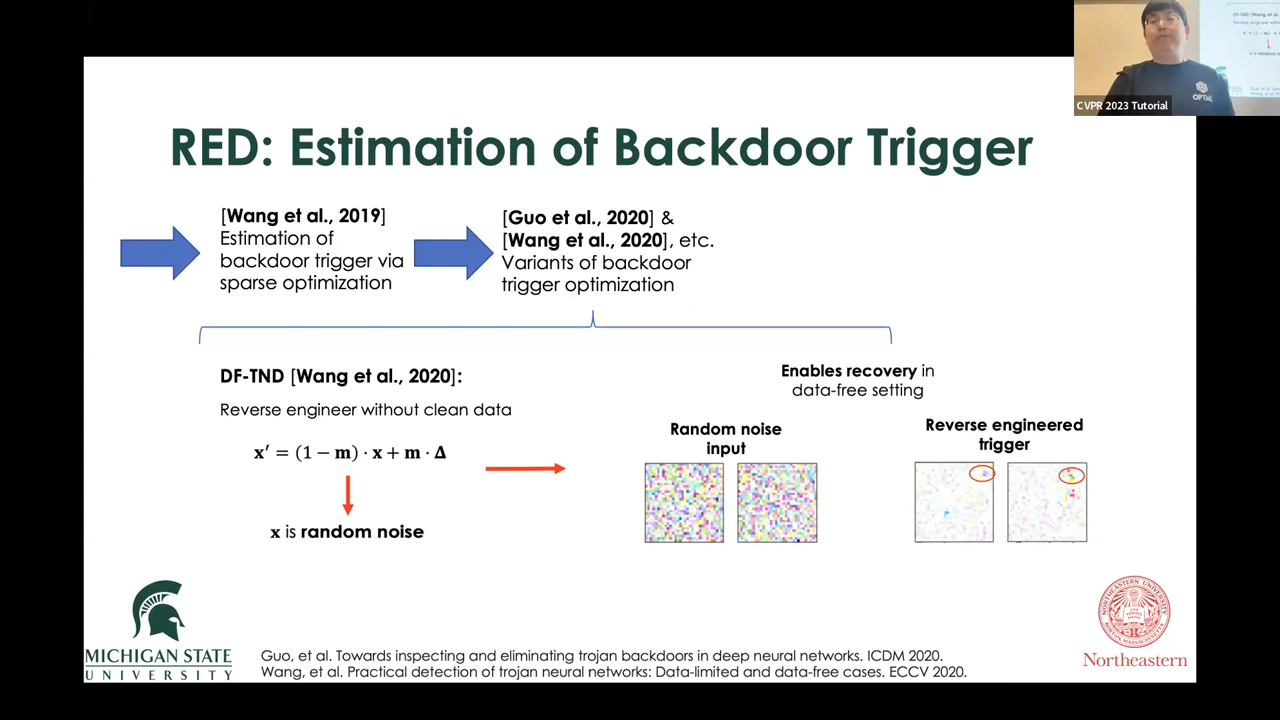 RED: Estimation of Backdoor Trigger
[Wang et al., 2019]
Estimation of
backdoor trigger via
sparse optimization
[Guo et al., 2020] &
[Wang et al., 2020], etc.
Variants of backdoor
trigger optimization
DF-TND [Wang et al., 2020]:
Reverse engineer without clean data
x′ = (1 − m) · x + m · Δ
x is random noise
Enables recovery in
data-free setting
Random noise
input
Reverse engineered
trigger
MICHIGAN STATE
UNIVERSITY
Guo, et al. Towards inspecting and eliminating trojan backdoors in deep neural networks. ICDM 2020.
Wang, et al. Practical detection of trojan neural networks: Data-limited and data-free cases. ECCV 2020.
Northeastern
CVPR 2023 Tutorial